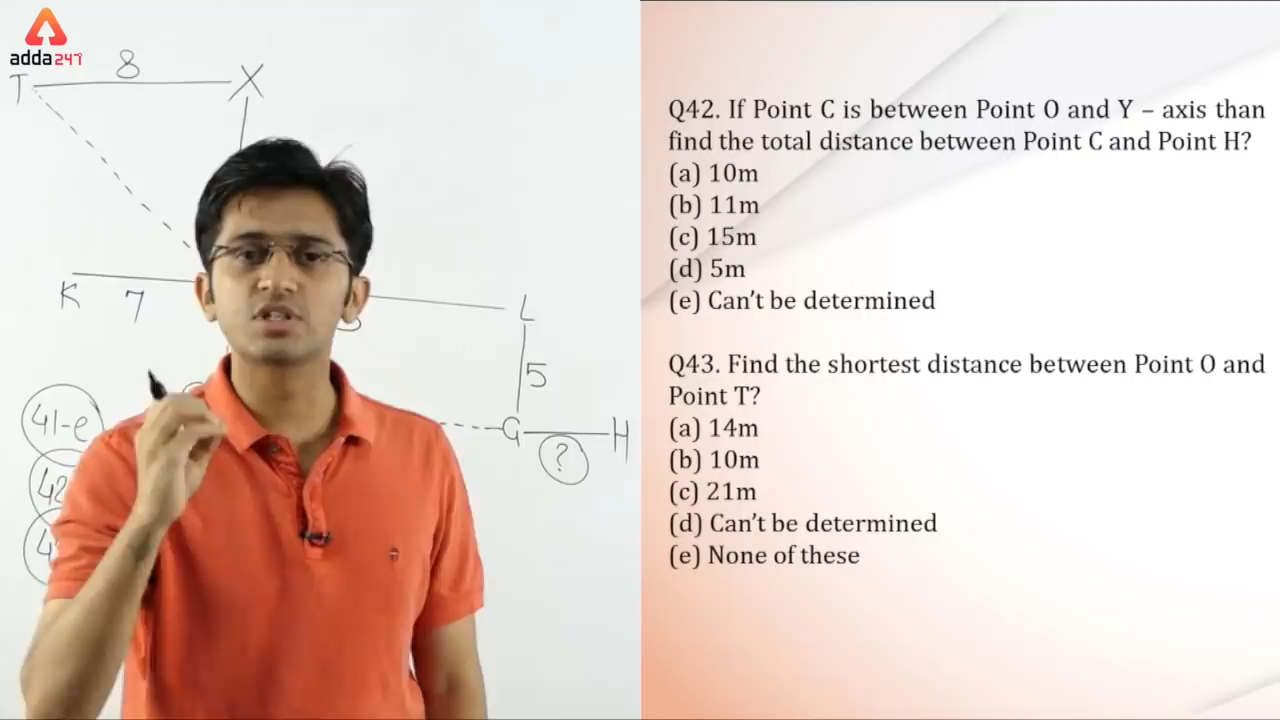 adda247
T 8 X
K 7 L
5
G H
?
41-e
42
Q42. If Point C is between Point O and Y – axis than
find the total distance between Point C and Point H?
(a) 10m
(b) 11m
(c) 15m
(d) 5m
(e) Can't be determined
Q43. Find the shortest distance between Point O and
Point T?
(a) 14m
(b) 10m
(c) 21m
(d) Can't be determined
(e) None of these